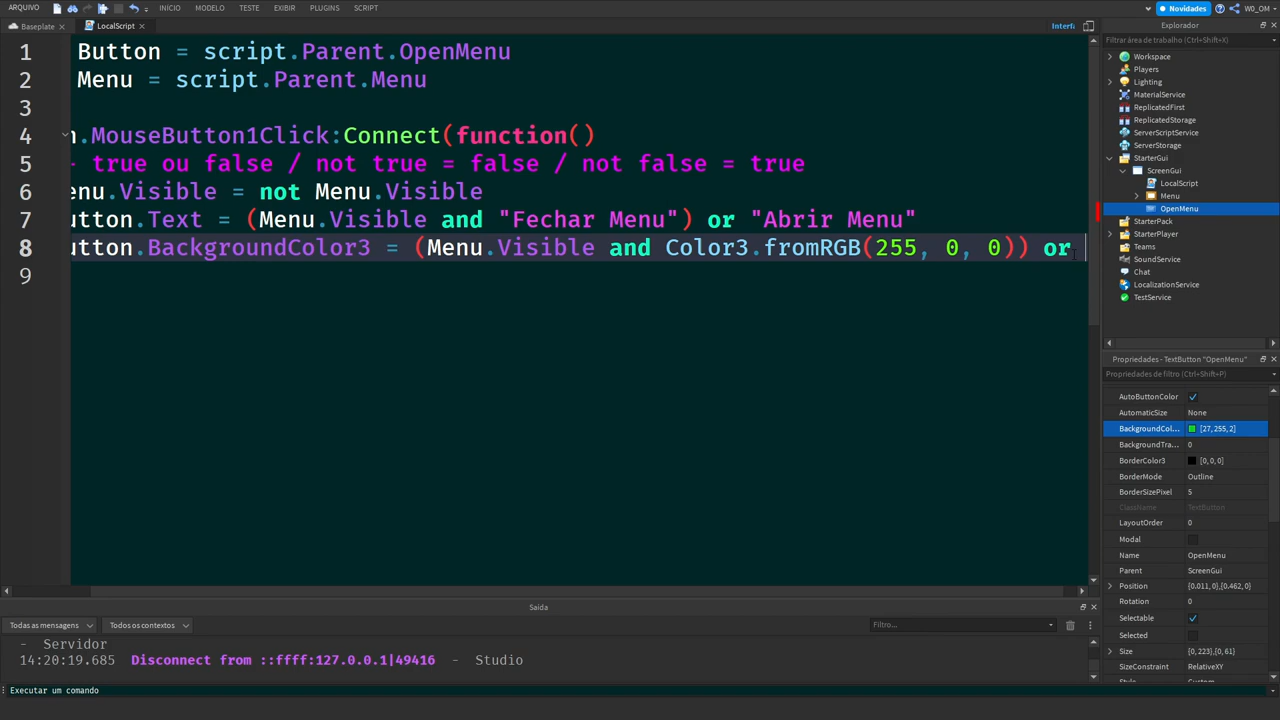 ARQUIVO INÍCIO MODELO TESTE EXIBIR PLUGINS SCRIPT Novidades W0_OM
Baseplate LocalScript Interfi Explorador
Filtrar área de trabalho (Ctrl+Shift+X)
1 Button = script.Parent.OpenMenu
2 Menu = script.Parent.Menu
3
4 n.MouseButton1Click:Connect(function()
5 - true ou false / not true = false / not false = true
6 enu.Visible = not Menu.Visible
7 utton.Text = (Menu.Visible and "Fechar Menu") or "Abrir Menu"
8 utton.BackgroundColor3 = (Menu.Visible and Color3.fromRGB(255, 0, 0)) or
9
Workspace
Players
Lighting
MaterialService
ReplicatedFirst
ReplicatedStorage
ServerScriptService
ServerStorage
StarterGui
ScreenGui
LocalScript
Menu
OpenMenu
StarterPack
StarterPlayer
Teams
SoundService
Chat
LocalizationService
TestService
Propriedades - TextButton "OpenMenu"
Propriedades de filtro (Ctrl+Shift+P)
AutoButtonColor
AutomaticSize None
BackgroundCol... [27, 255, 2]
BackgroundTra... 0
BorderColor3 [0, 0, 0]
BorderMode Outline
BorderSizePixel 5
ClassName TextButton
LayoutOrder 0
Modal
Name OpenMenu
Parent ScreenGui
Position {0.011, 0},{0.462, 0}
Rotation 0
Selectable
Selected
Size {0, 223},{0, 61}
SizeConstraint RelativeXY
Style Custom
Saída
Todas as mensagens Todos os contextos Filtro...
- Servidor
14:20:19.685 Disconnect from ::ffff:127.0.0.1|49416 - Studio
Executar um comando